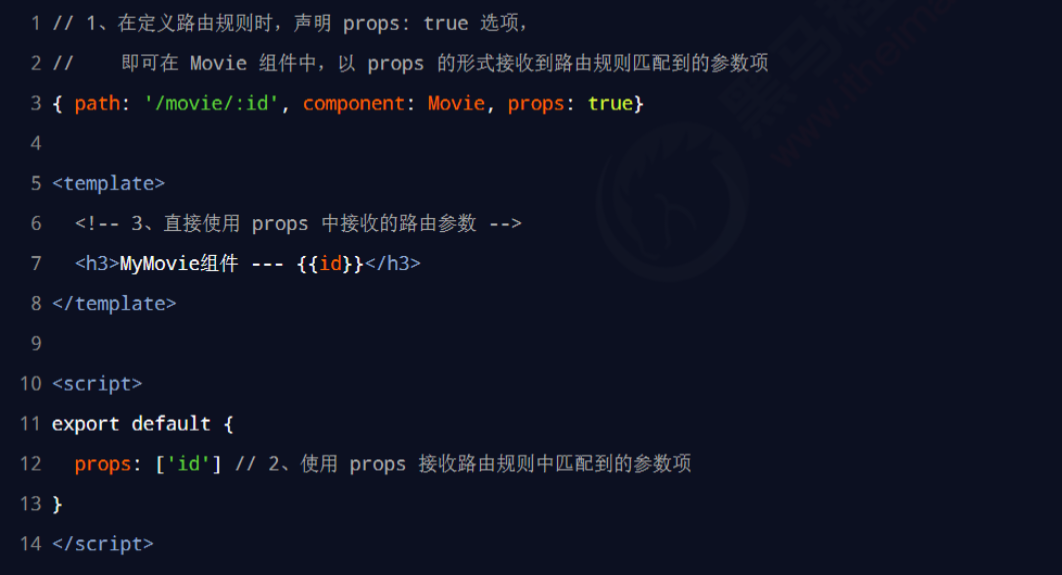 1 // 1、在定义路由规则时，声明 props: true 选项，
2 //    即可在 Movie 组件中，以 props 的形式接收到路由规则匹配到的参数项
3 { path: '/movie/:id', component: Movie, props: true}
4
5 <template>
6   <!-- 3、直接使用 props 中接收的路由参数 -->
7   <h3>MyMovie组件 --- {{id}}</h3>
8 </template>
9
10 <script>
11 export default {
12   props: ['id'] // 2、使用 props 接收路由规则中匹配到的参数项
13 }
14 </script>